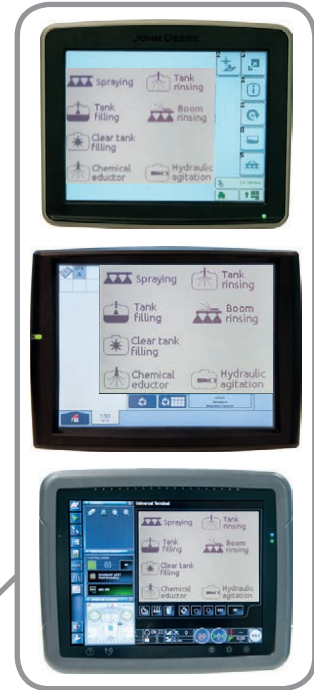 JOHN DEERE
Spraying
Tank
rinsing
Tank
filling
Boom
rinsing
Clear tank
filling
Chemical
eductor
Hydraulic
agitation
Spraying
Tank
rinsing
Tank
filling
Boom
rinsing
Clear tank
filling
Chemical
eductor
Hydraulic
agitation
Universal Terminal
Spraying
Tank
rinsing
Tank
filling
Boom
rinsing
Clear tank
filling
Chemical
eductor
Hydraulic
agitation